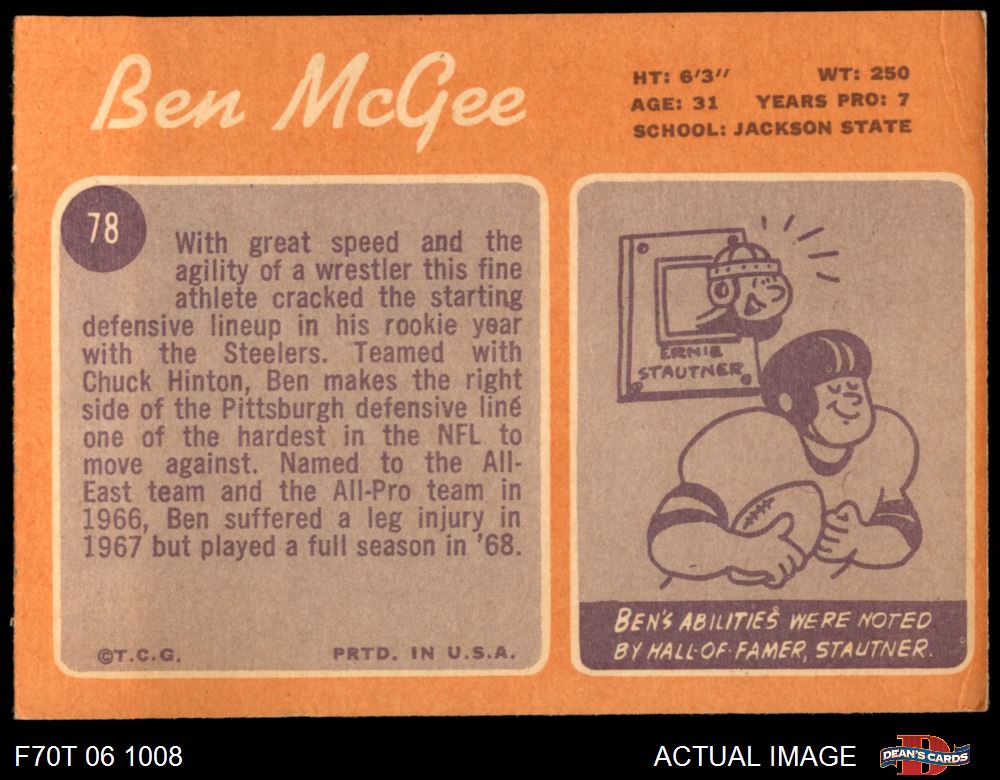 Ben McGee
HT: 6'3'' WT: 250
AGE: 31 YEARS PRO: 7
SCHOOL: JACKSON STATE
78
With great speed and the
agility of a wrestler this fine
athlete cracked the starting
defensive lineup in his rookie year
with the Steelers. Teamed with
Chuck Hinton, Ben makes the right
side of the Pittsburgh defensive line
one of the hardest in the NFL to
move against. Named to the All-
East team and the All-Pro team in
1966, Ben suffered a leg injury in
1967 but played a full season in '68.
©T.C.G. PRTD. IN U.S.A.
ERNIE
STAUTNER
BEN'S ABILITIES WERE NOTED
BY HALL-OF-FAMER, STAUTNER.
F70T 06 1008
ACTUAL IMAGE
DEAN'S CARDS